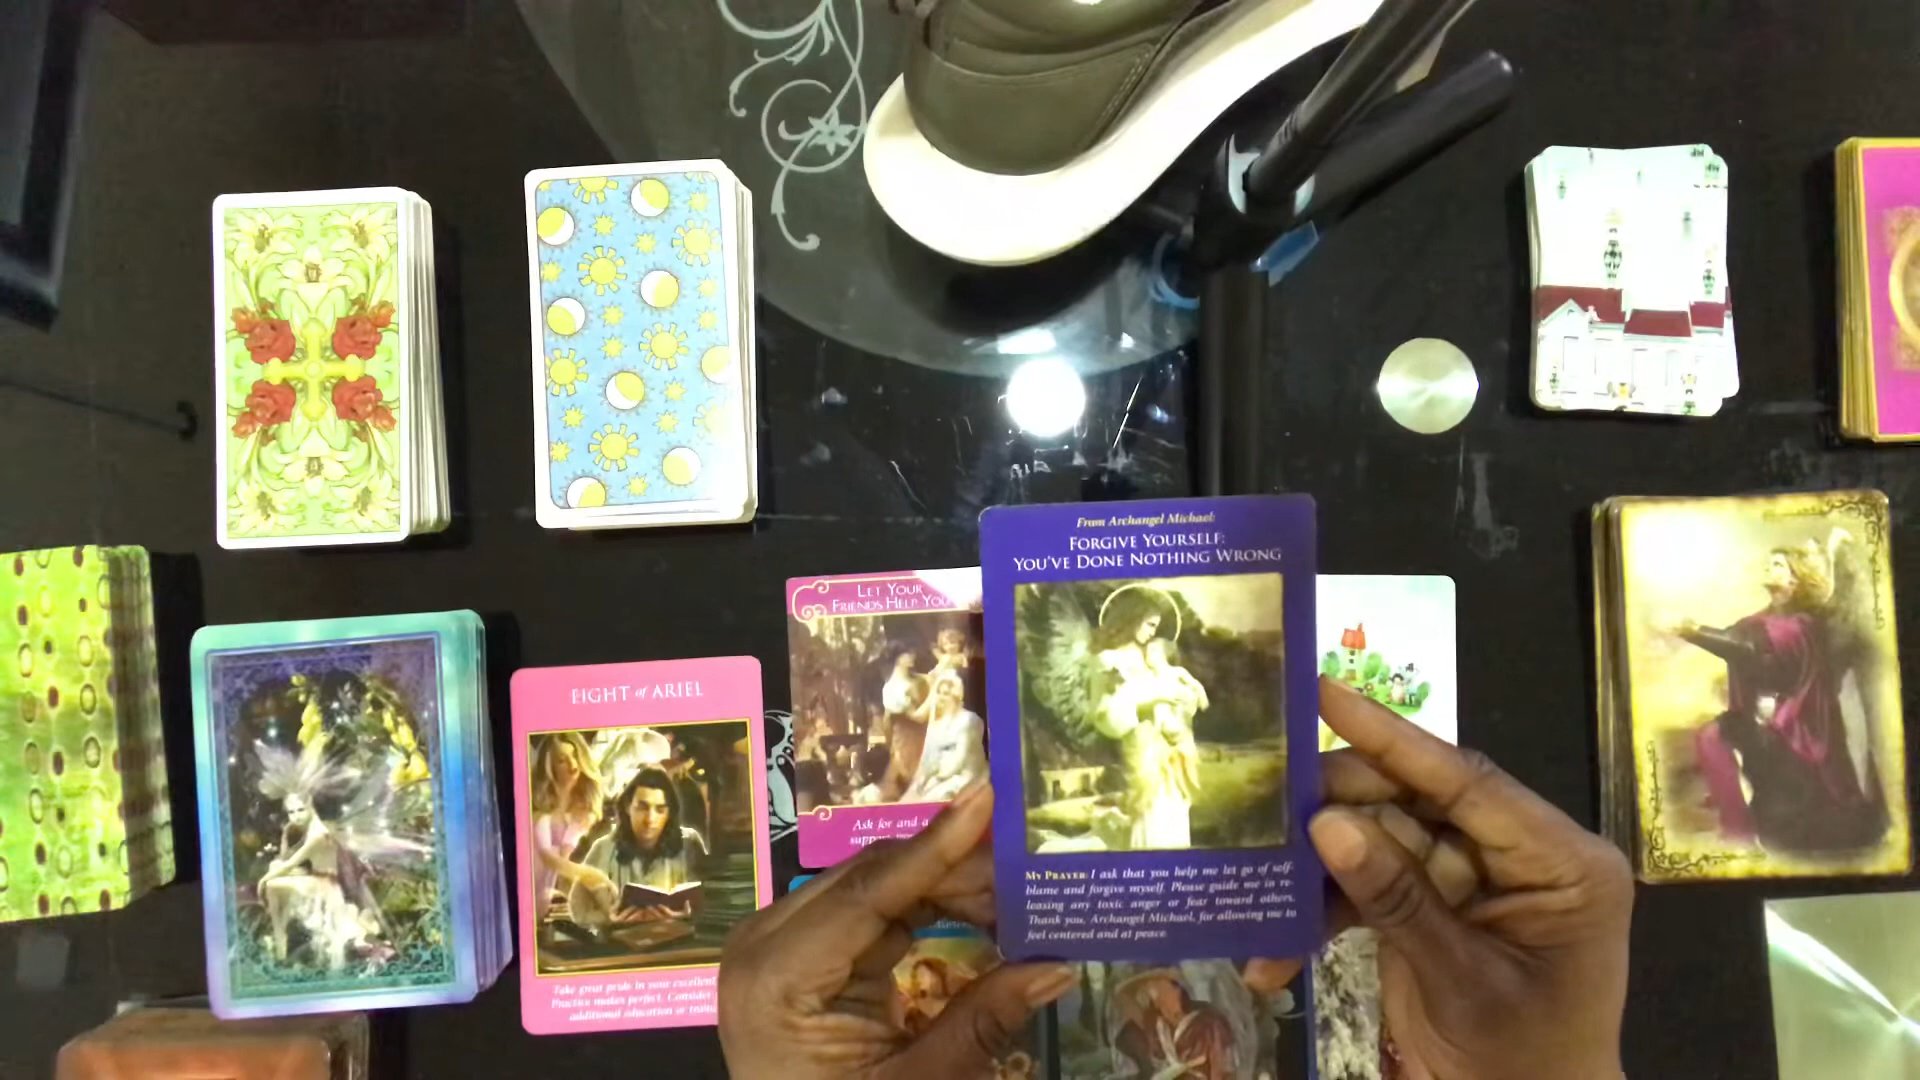 From Archangel Michael:
FORGIVE YOURSELF:
YOU'VE DONE NOTHING WRONG
MY PRAYER: I ask that you help me let go of self-
blame and forgive myself. Please guide me in re-
leasing any toxic anger or fear toward others.
Thank you, Archangel Michael, for allowing me to
feel centered and at peace.
LET YOUR
FRIENDS HELP YOU
Ask for and a
EIGHT of ARIEL
Take great pride in your excellent
Practice makes perfect. Consider
additional education or